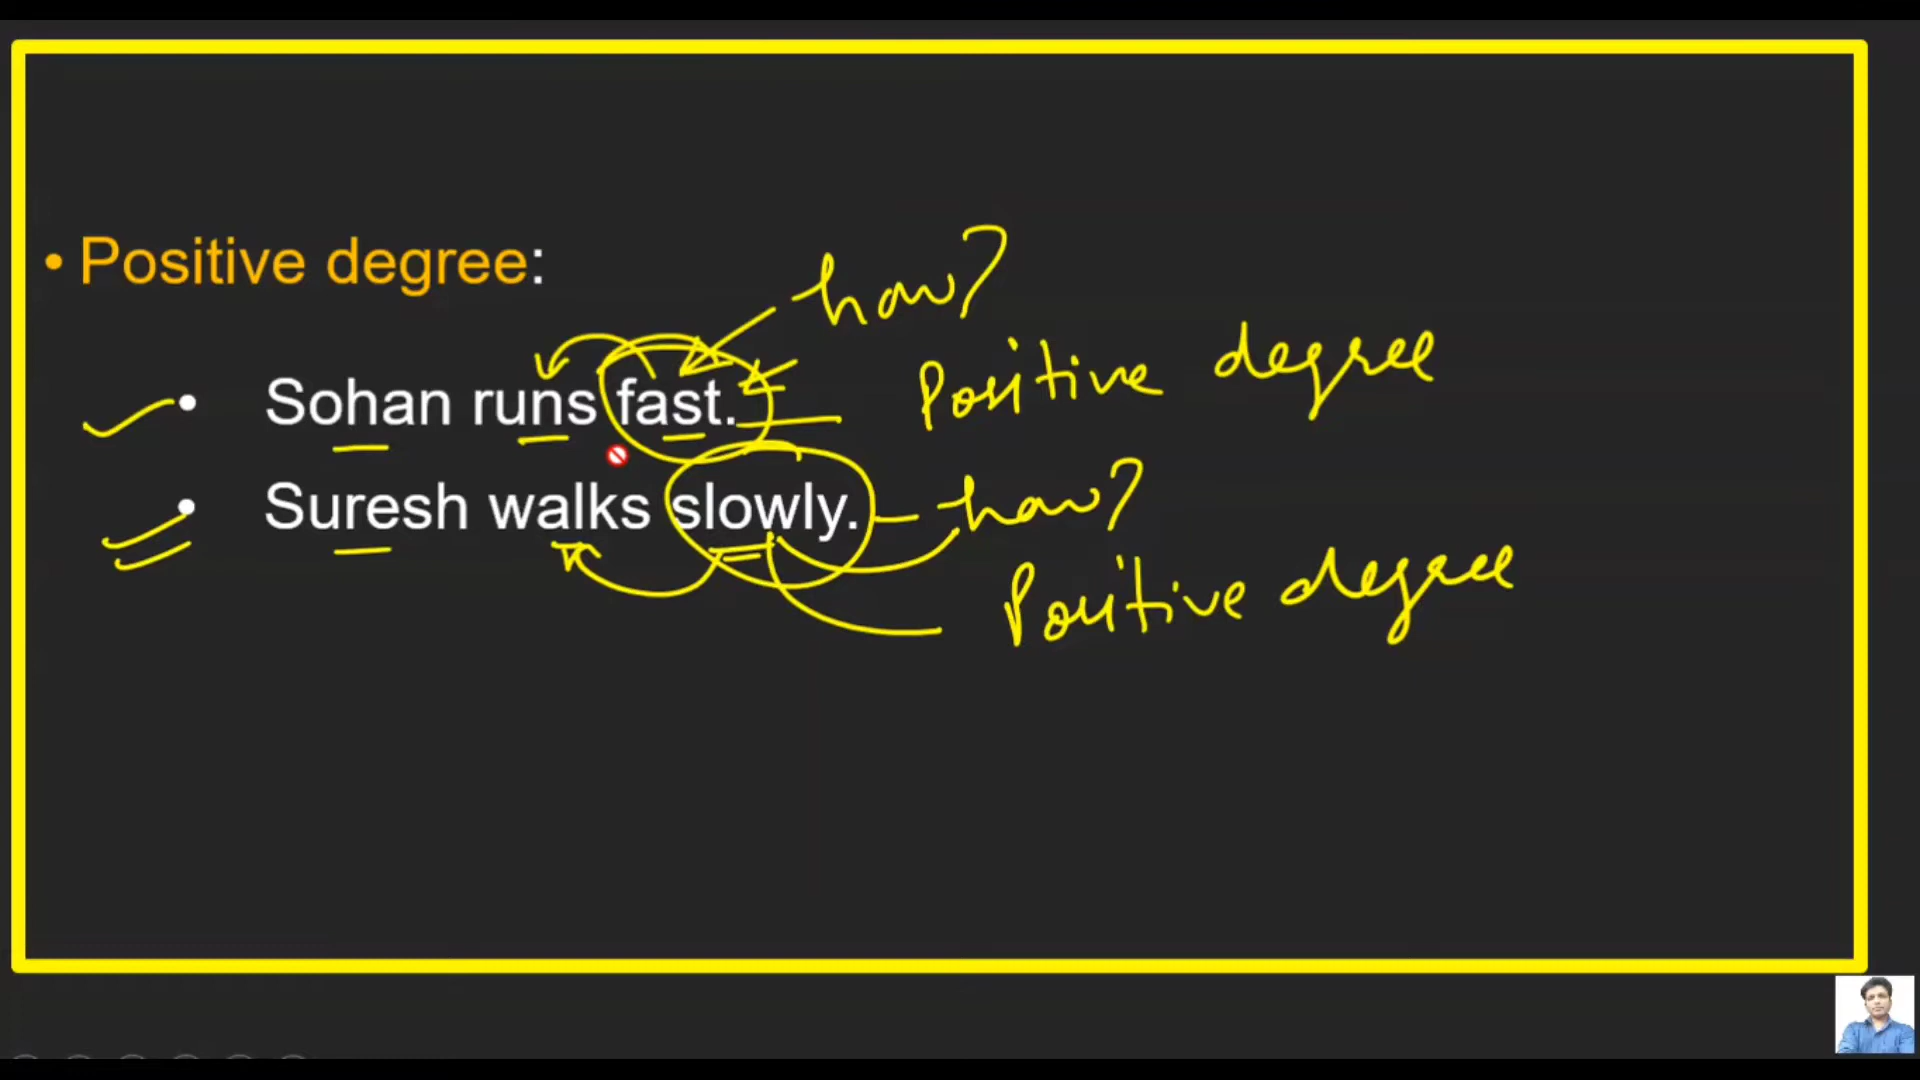 • Positive degree:
how?
• Sohan runs fast.
Positive degree
• Suresh walks slowly.
how?
Positive degree